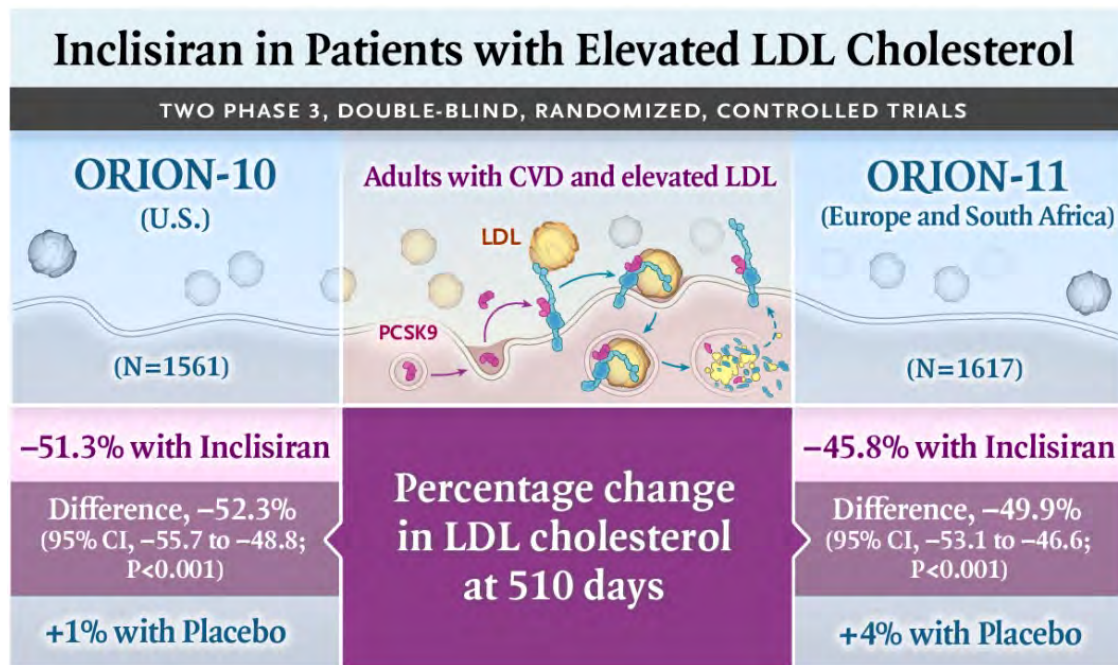 Inclisiran in Patients with Elevated LDL Cholesterol
TWO PHASE 3, DOUBLE-BLIND, RANDOMIZED, CONTROLLED TRIALS
ORION-10
(U.S.)
(N=1561)
Adults with CVD and elevated LDL
LDL
PCSK9
ORION-11
(Europe and South Africa)
(N=1617)
−51.3% with Inclisiran
Difference, −52.3%
(95% CI, −55.7 to −48.8;
P<0.001)
+1% with Placebo
Percentage change
in LDL cholesterol
at 510 days
−45.8% with Inclisiran
Difference, −49.9%
(95% CI, −53.1 to −46.6;
P<0.001)
+4% with Placebo